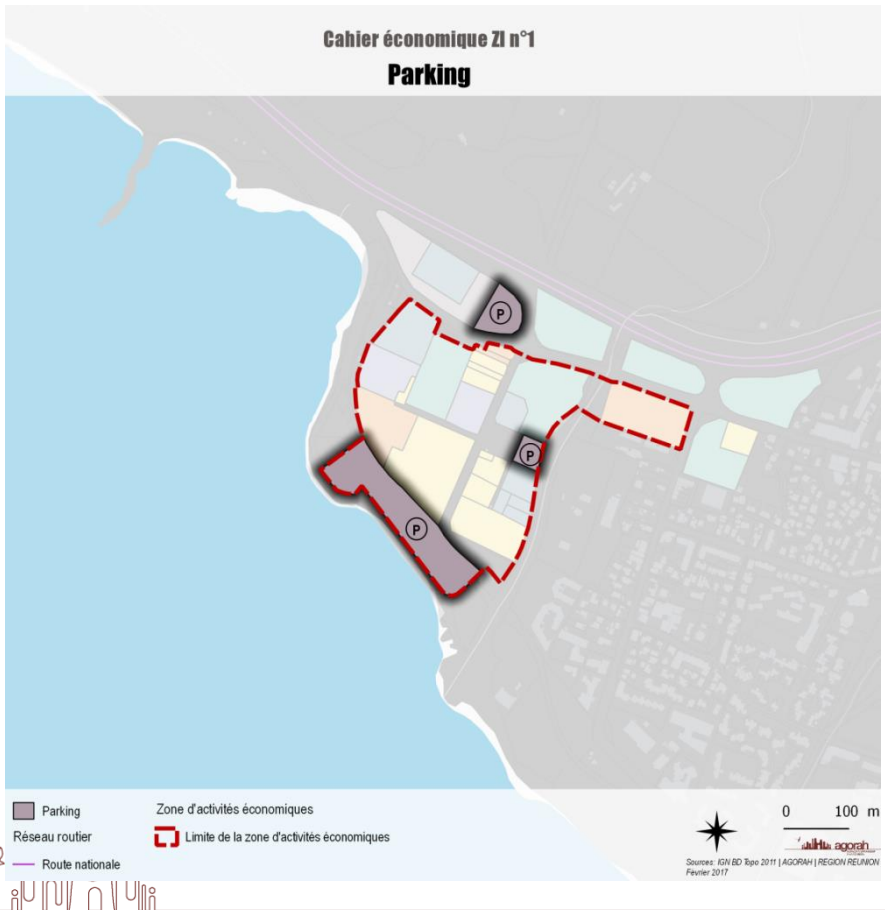 Cahier économique ZI n°1
Parking
P
P
P
Parking
Réseau routier
Route nationale
Zone d'activités économiques
Limite de la zone d'activités économiques
0 100 m
agorah
Sources: IGN BD Topo 2011 | AGORAH | REGION REUNION
Février 2017